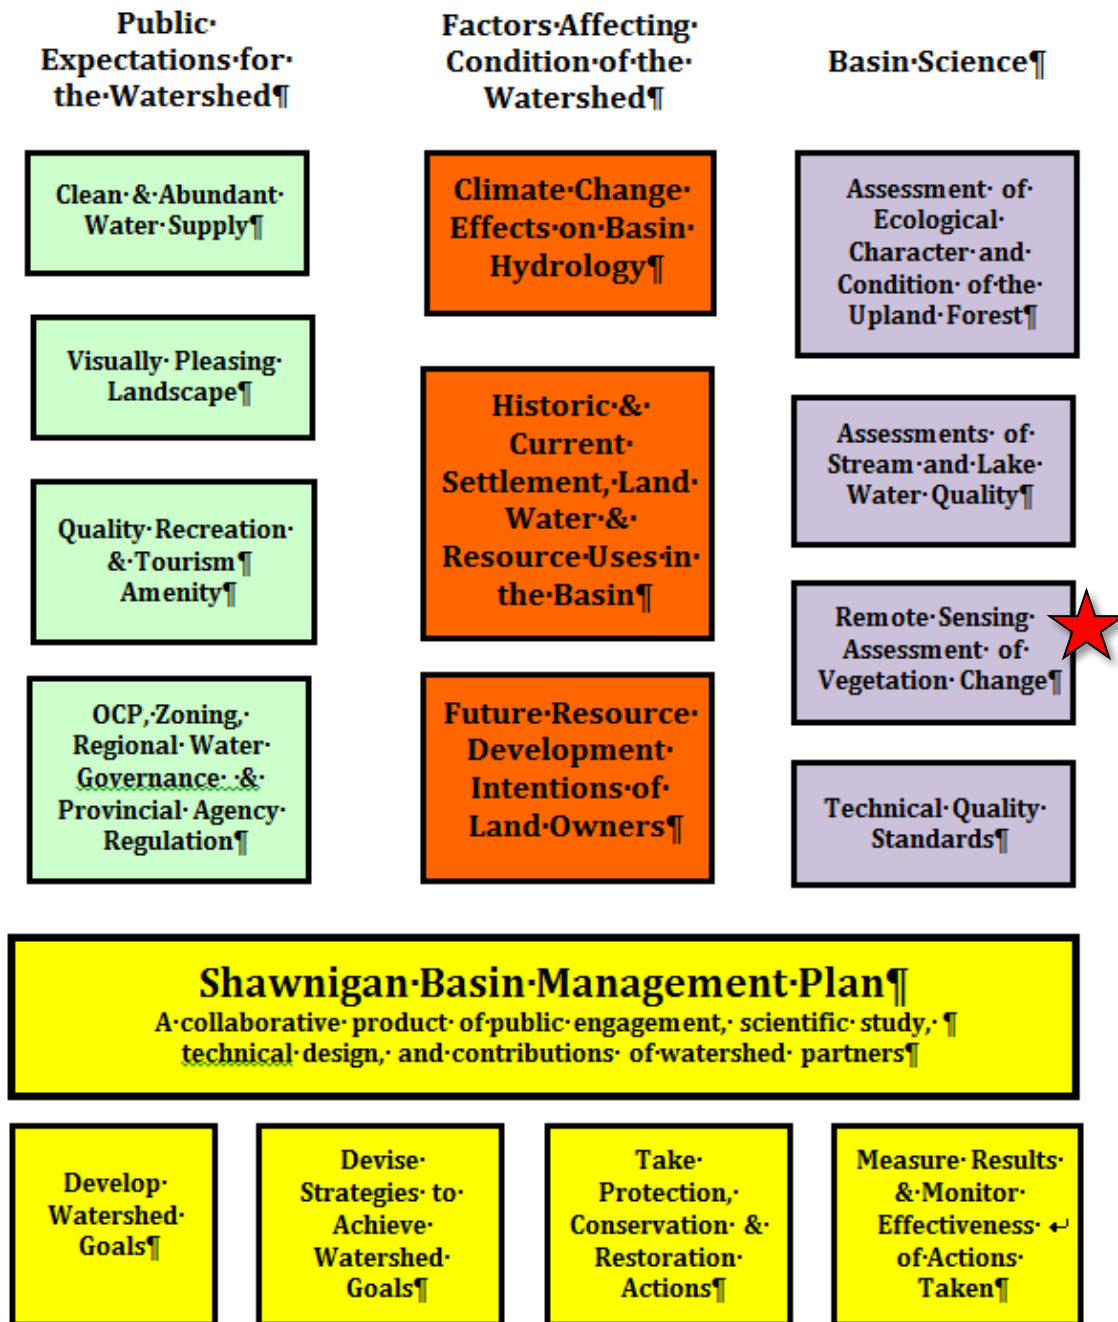 Public·
Expectations·for·
the·Watershed¶
Factors·Affecting·
Condition·of·the·
Watershed¶
Basin·Science¶
Clean·&·Abundant·
Water·Supply¶
Visually·Pleasing·
Landscape¶
Quality·Recreation·
&·Tourism¶
Amenity¶
OCP,·Zoning,·
Regional·Water·
Governance··&·
Provincial·Agency·
Regulation¶
Climate·Change·
Effects·on·Basin·
Hydrology¶
Historic·&·
Current·
Settlement,·Land·
Water·&·
Resource·Uses·in·
the·Basin¶
Future·Resource·
Development·
Intentions·of·
Land·Owners¶
Assessment·of·
Ecological·
Character·and·
Condition·of·the·
Upland·Forest¶
Assessments·of·
Stream·and·Lake·
Water·Quality¶
Remote·Sensing·
Assessment·of·
Vegetation·Change¶
Technical·Quality·
Standards¶
Shawnigan·Basin·Management·Plan¶
A·collaborative·product·of·public·engagement,·scientific·study,·¶
technical·design,·and·contributions·of·watershed·partners¶
Develop·
Watershed·
Goals¶
Devise·
Strategies·to·
Achieve·
Watershed·
Goals¶
Take·
Protection,·
Conservation·&·
Restoration·
Actions¶
Measure·Results·
&·Monitor·
Effectiveness·↵
of·Actions·
Taken¶